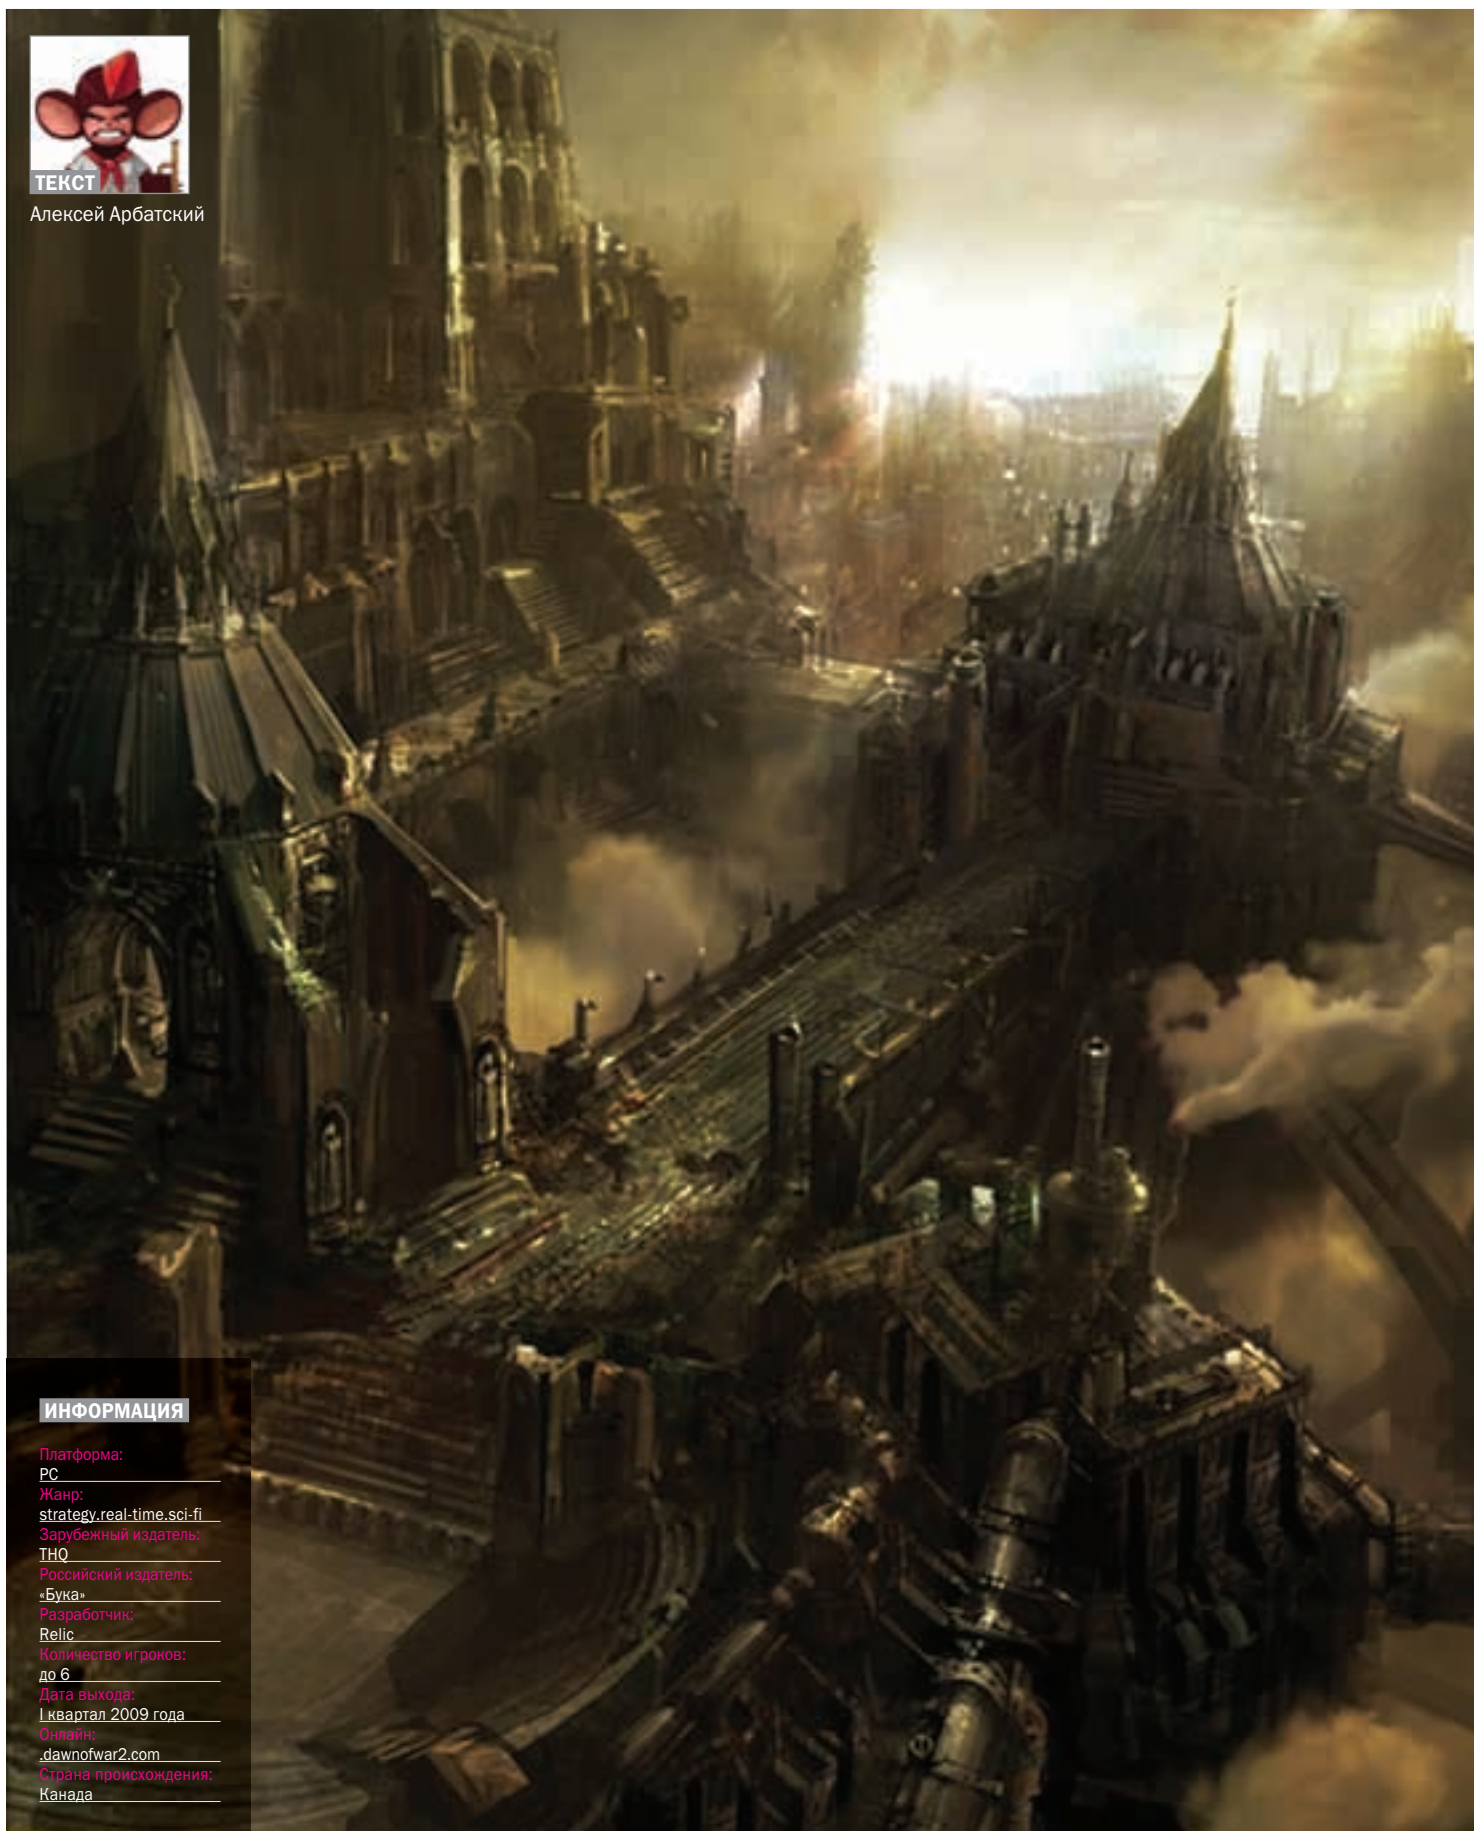 ТЕКСТ
Алексей Арбатский
ИНФОРМАЦИЯ
Платформа:
PC
Жанр:
strategy.real-time.sci-fi
Зарубежный издатель:
THQ
Российский издатель:
«Бука»
Разработчик:
Relic
Количество игроков:
до 6
Дата выхода:
I квартал 2009 года
Онлайн:
.dawnofwar2.com
Страна происхождения:
Канада